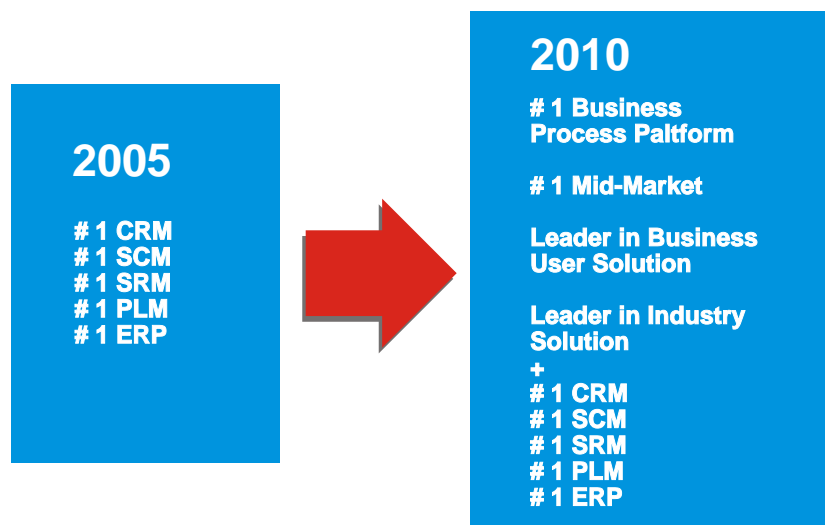 2005
# 1 CRM
# 1 SCM
# 1 SRM
# 1 PLM
# 1 ERP
2010
# 1 Business
Process Paltform
# 1 Mid-Market
Leader in Business
User Solution
Leader in Industry
Solution
+
# 1 CRM
# 1 SCM
# 1 SRM
# 1 PLM
# 1 ERP